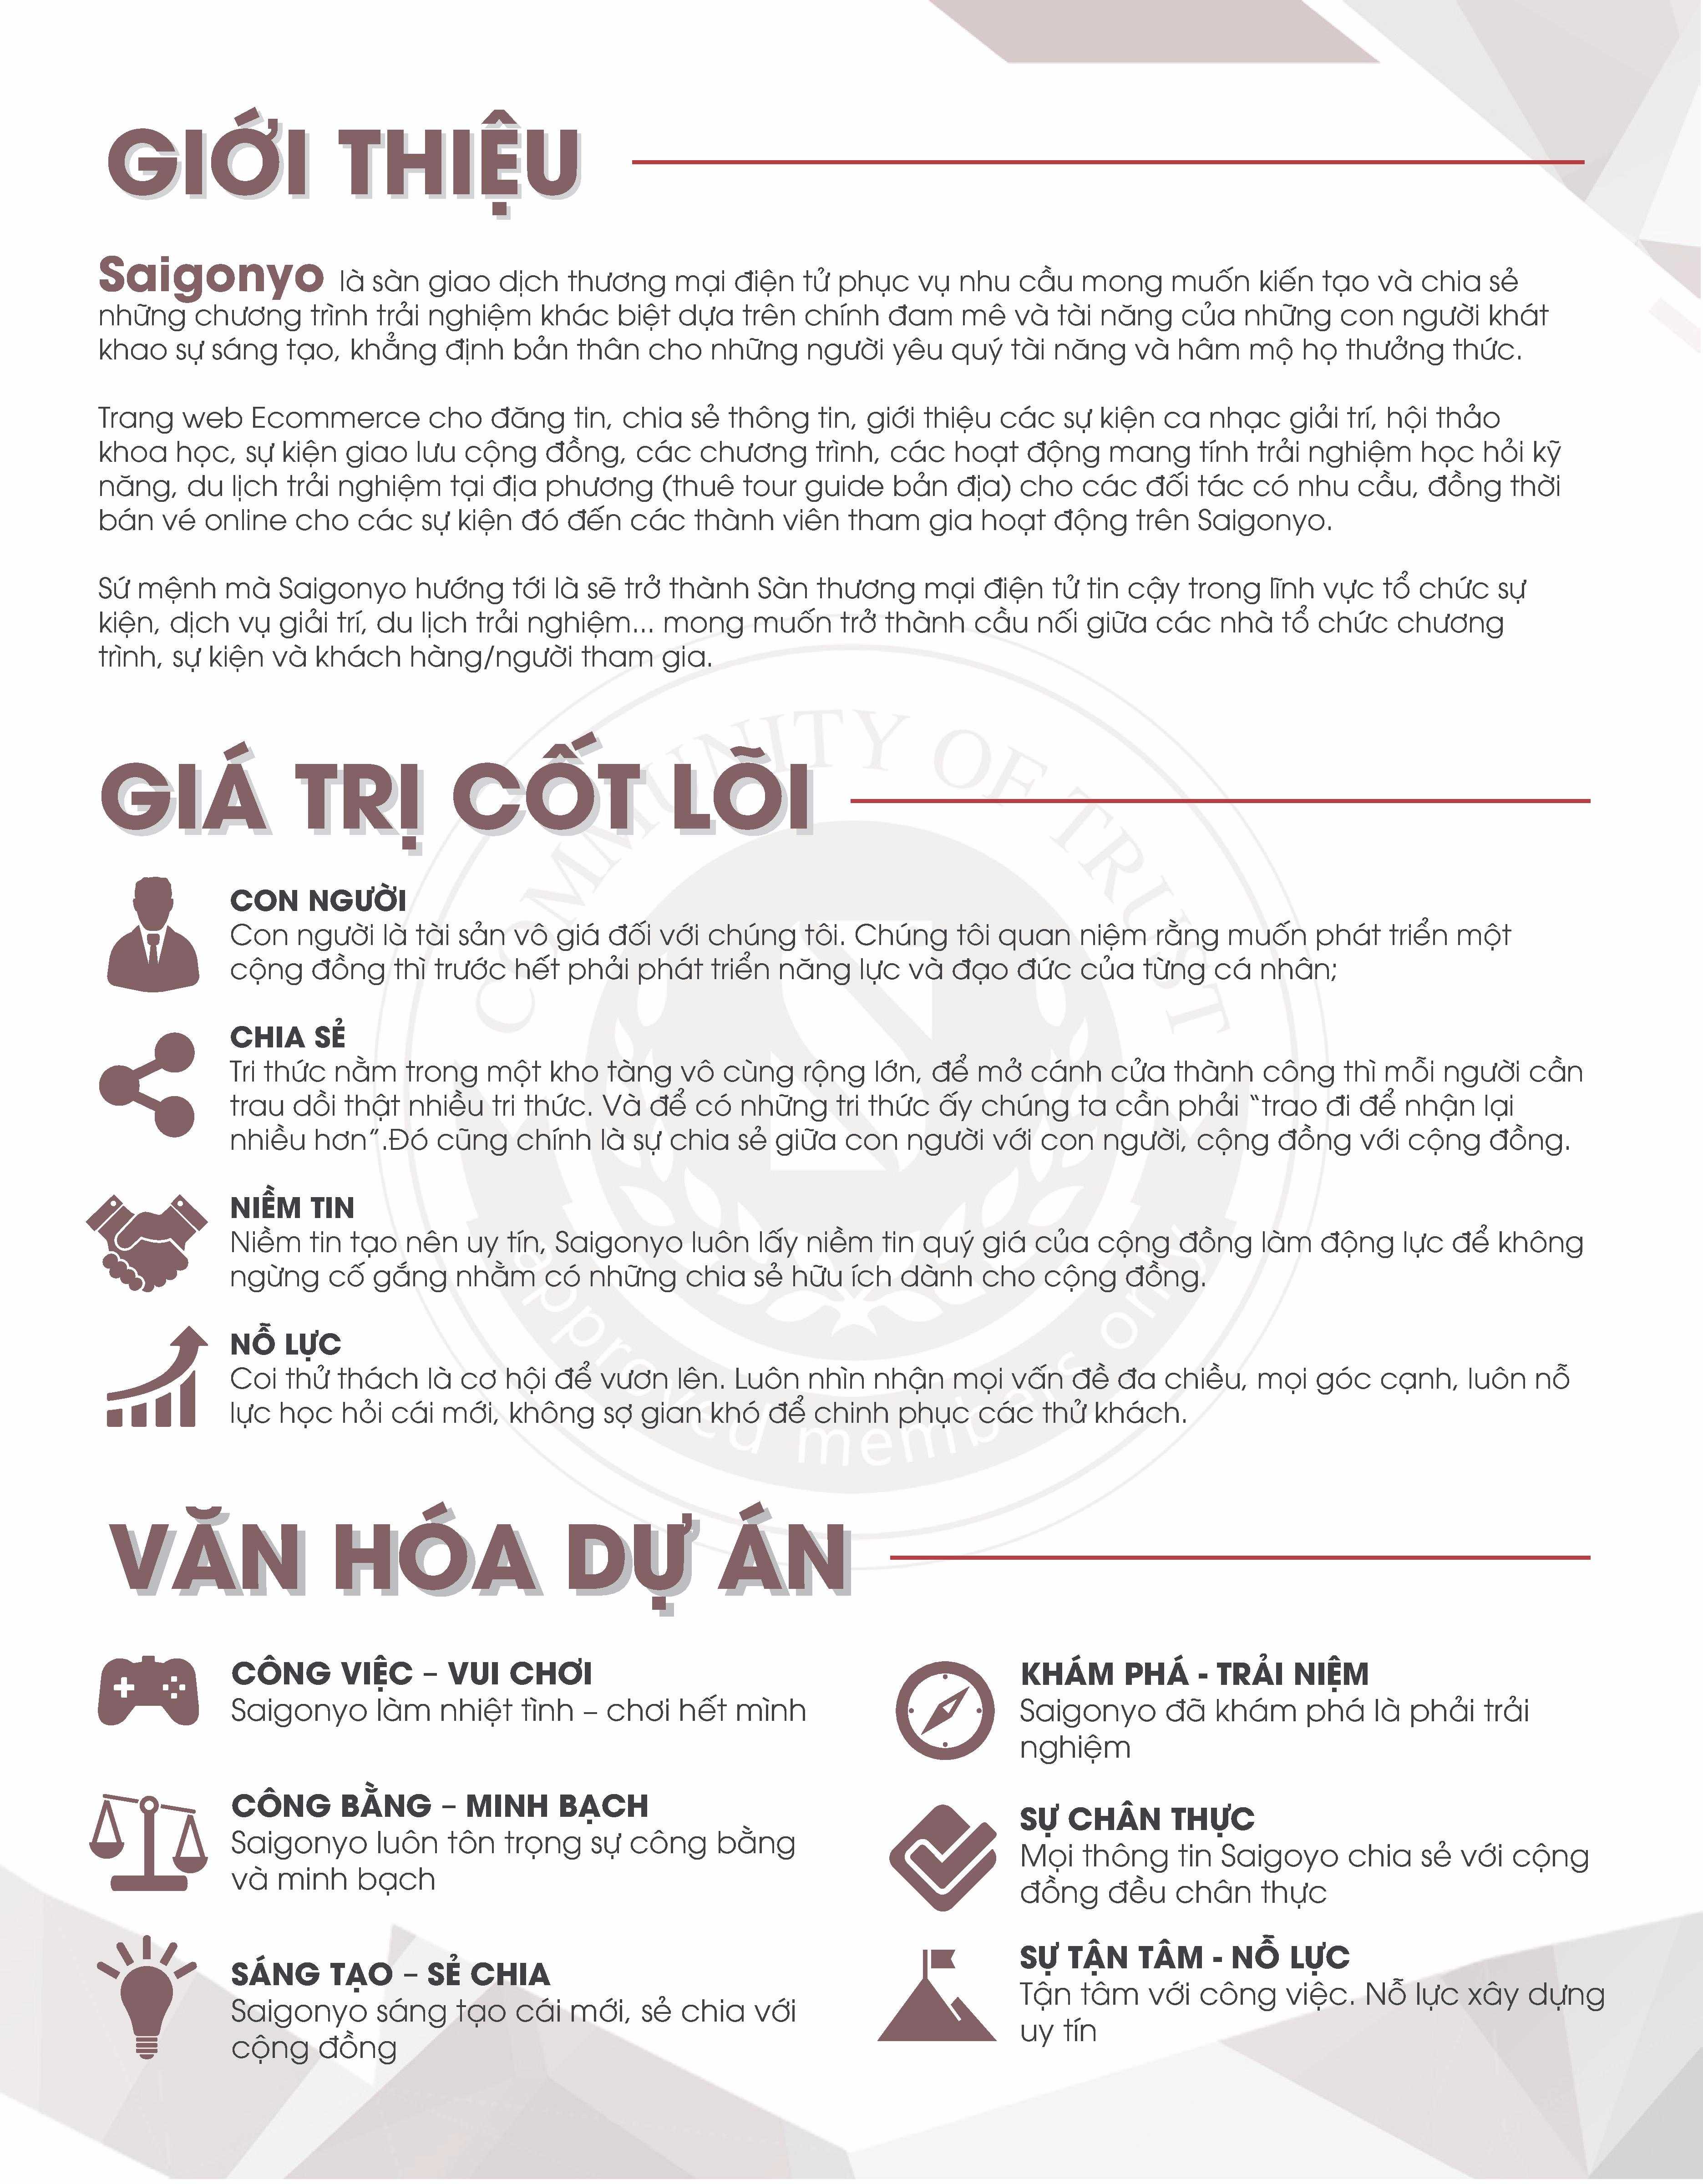 GIỚI THIỆU
Saigonyo là sàn giao dịch thương mại điện tử phục vụ nhu cầu mong muốn kiến tạo và chia sẻ
những chương trình trải nghiệm khác biệt dựa trên chính đam mê và tài năng của những con người khát
khao sự sáng tạo, khẳng định bản thân cho những người yêu quý tài năng và hâm mộ họ thưởng thức.
Trang web Ecommerce cho đăng tin, chia sẻ thông tin, giới thiệu các sự kiện ca nhạc giải trí, hội thảo
khoa học, sự kiện giao lưu cộng đồng, các chương trình, các hoạt động mang tính trải nghiệm học hỏi kỹ
năng, du lịch trải nghiệm tại địa phương (thuê tour guide bản địa) cho các đối tác có nhu cầu, đồng thời
bán vé online cho các sự kiện đó đến các thành viên tham gia hoạt động trên Saigonyo.
Sứ mệnh mà Saigonyo hướng tới là sẽ trở thành Sàn thương mại điện tử tin cậy trong lĩnh vực tổ chức sự
kiện, dịch vụ giải trí, du lịch trải nghiệm... mong muốn trở thành cầu nối giữa các nhà tổ chức chương
trình, sự kiện và khách hàng/người tham gia.
COMMUNITY OF TRUST
GIÁ TRỊ CỐT LÕI
CON NGƯỜI
Con người là tài sản vô giá đối với chúng tôi. Chúng tôi quan niệm rằng muốn phát triển một
cộng đồng thì trước hết phải phát triển năng lực và đạo đức của từng cá nhân;
CHIA SẺ
Tri thức nằm trong một kho tàng vô cùng rộng lớn, để mở cánh cửa thành công thì mỗi người cần
trau dồi thật nhiều tri thức. Và để có những tri thức ấy chúng ta cần phải “trao đi để nhận lại
nhiều hơn”.Đó cũng chính là sự chia sẻ giữa con người với con người, cộng đồng với cộng đồng.
NIỀM TIN
Niềm tin tạo nên uy tín, Saigonyo luôn lấy niềm tin quý giá của cộng đồng làm động lực để không
ngừng cố gắng nhằm có những chia sẻ hữu ích dành cho cộng đồng.
NỖ LỰC
Coi thử thách là cơ hội để vươn lên. Luôn nhìn nhận mọi vấn đề đa chiều, mọi góc cạnh, luôn nỗ
lực học hỏi cái mới, không sợ gian khó để chinh phục các thử khách.
approved members only
VĂN HÓA DỰ ÁN
CÔNG VIỆC – VUI CHƠI
Saigonyo làm nhiệt tình – chơi hết mình
CÔNG BẰNG – MINH BẠCH
Saigonyo luôn tôn trọng sự công bằng
và minh bạch
SÁNG TẠO – SẺ CHIA
Saigonyo sáng tạo cái mới, sẻ chia với
cộng đồng
KHÁM PHÁ - TRẢI NIỆM
Saigonyo đã khám phá là phải trải
nghiệm
SỰ CHÂN THỰC
Mọi thông tin Saigoyo chia sẻ với cộng
đồng đều chân thực
SỰ TẬN TÂM - NỖ LỰC
Tận tâm với công việc. Nỗ lực xây dựng
uy tín